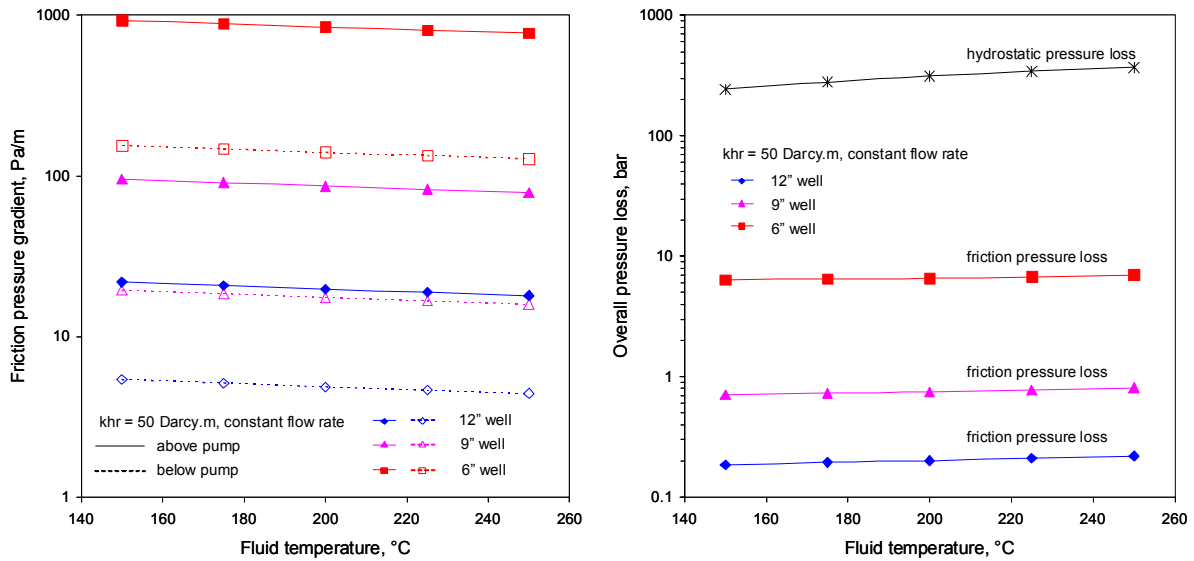 1000
100
10
1
Friction pressure gradient, Pa/m
khr = 50 Darcy.m, constant flow rate
above pump
below pump
12” well
9” well
6” well
140 160 180 200 220 240 260
Fluid temperature, °C
1000
100
10
1
0.1
Overall pressure loss, bar
hydrostatic pressure loss
khr = 50 Darcy.m, constant flow rate
12” well
9” well
6” well
friction pressure loss
friction pressure loss
friction pressure loss
140 160 180 200 220 240 260
Fluid temperature, °C